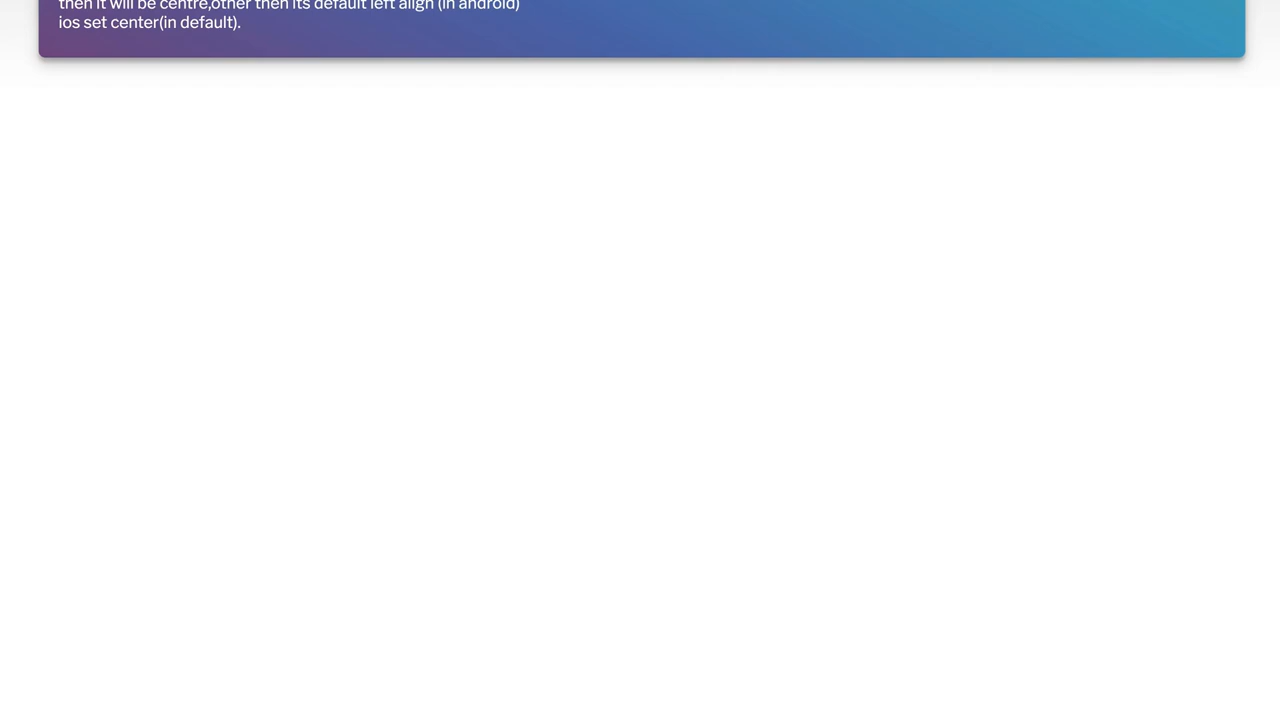 then it will be centre,other then its default left align (in android)
ios set center(in default).